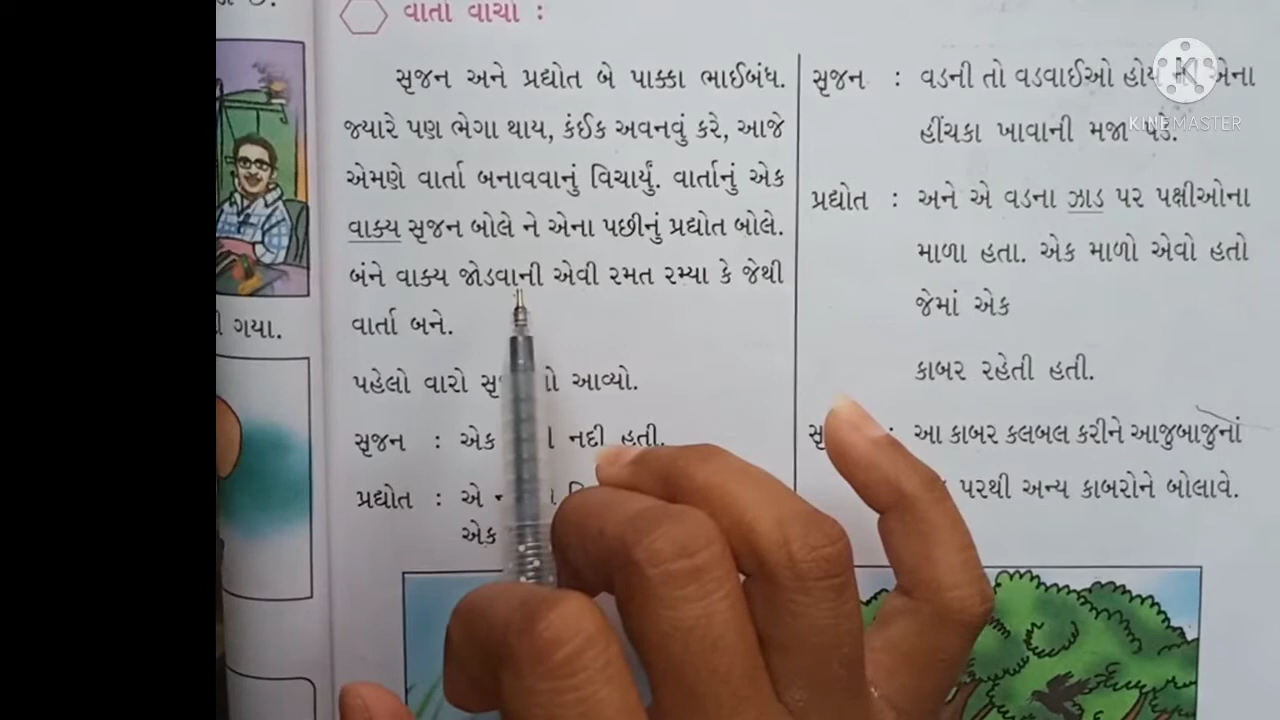 વાર્તા વાંચો :
સૃજન અને પ્રદ્યોત બે પાક્કા ભાઈબંધ.
જ્યારે પણ ભેગા થાય, કંઈક અવનવું કરે, આજે
એમણે વાર્તા બનાવવાનું વિચાર્યું. વાર્તાનું એક
વાક્ય સૃજન બોલે ને એના પછીનું પ્રદ્યોત બોલે.
બંને વાક્ય જોડવાની એવી રમત રમ્યા કે જેથી
વાર્તા બને.
પહેલો વારો આવ્યો.
સૃજન : એક નદી હતી.
પ્રદ્યોત : એ
એક
ગયા.
સૃજન : વડની તો વડવાઈઓ હોય એના
હીંચકા ખાવાની મજા પડે.
પ્રદ્યોત : અને એ વડના ઝાડ પર પક્ષીઓના
માળા હતા. એક માળો એવો હતો
જેમાં એક
કાબર રહેતી હતી.
: આ કાબર કલબલ કરીને આજુબાજુનાં
પરથી અન્ય કાબરોને બોલાવે.
KINEMASTER